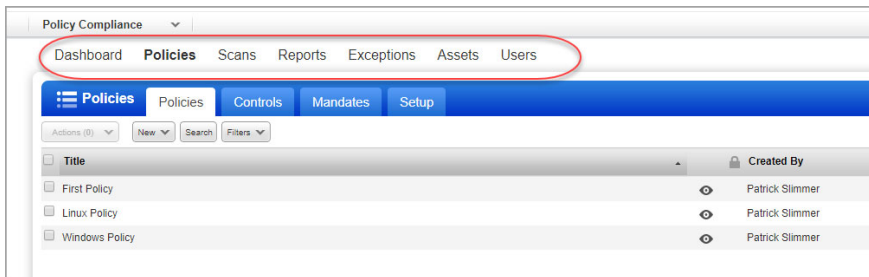 Policy Compliance
Dashboard Policies Scans Reports Exceptions Assets Users
Policies Policies Controls Mandates Setup
Actions (0) New Search Filters
Title Created By
First Policy Patrick Slimmer
Linux Policy Patrick Slimmer
Windows Policy Patrick Slimmer